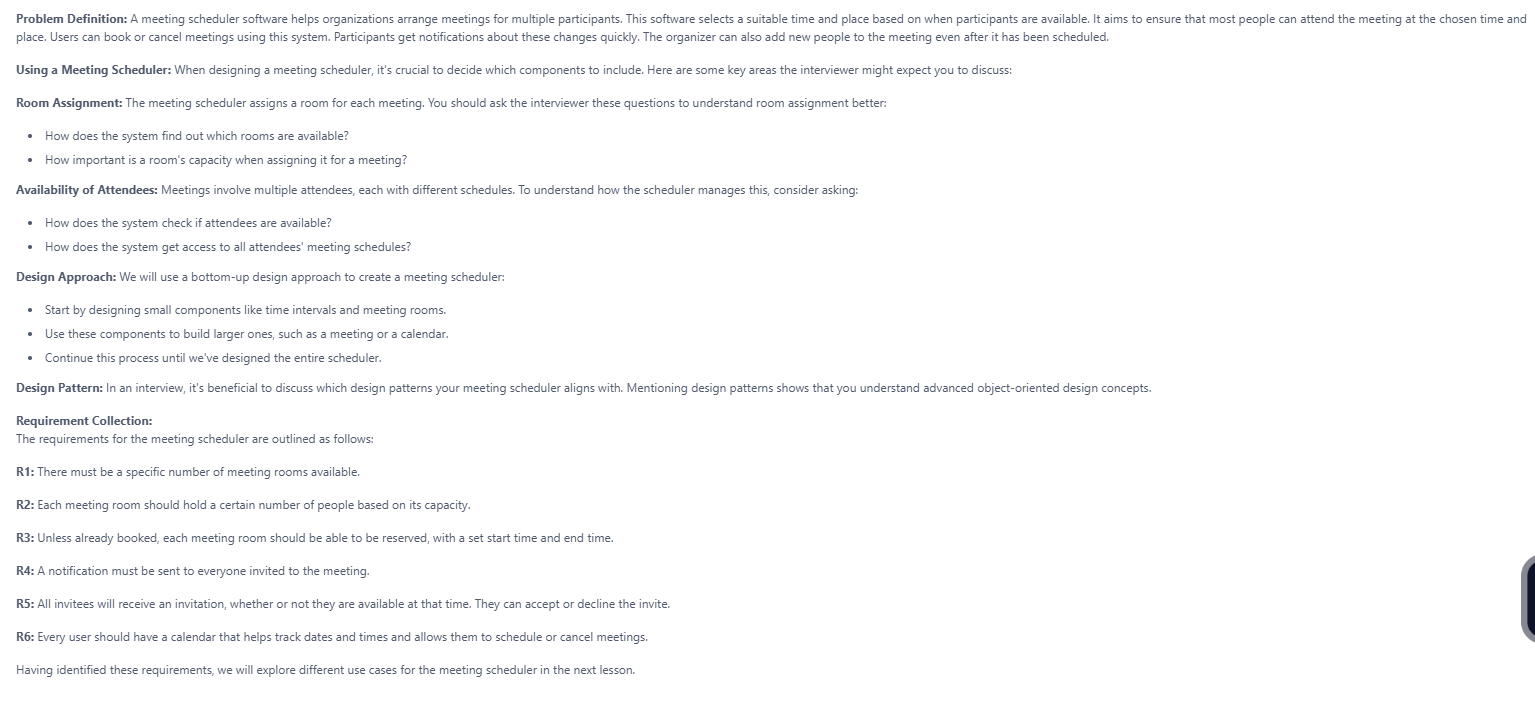 Problem Definition: A meeting scheduler software helps organizations arrange meetings for multiple participants. This software selects a suitable time and place based on when participants are available. It aims to ensure that most people can attend the meeting at the chosen time and
place. Users can book or cancel meetings using this system. Participants get notifications about these changes quickly. The organizer can also add new people to the meeting even after it has been scheduled.
Using a Meeting Scheduler: When designing a meeting scheduler, it's crucial to decide which components to include. Here are some key areas the interviewer might expect you to discuss:
Room Assignment: The meeting scheduler assigns a room for each meeting. You should ask the interviewer these questions to understand room assignment better:
• How does the system find out which rooms are available?
• How important is a room's capacity when assigning it for a meeting?
Availability of Attendees: Meetings involve multiple attendees, each with different schedules. To understand how the scheduler manages this, consider asking:
• How does the system check if attendees are available?
• How does the system get access to all attendees' meeting schedules?
Design Approach: We will use a bottom-up design approach to create a meeting scheduler:
• Start by designing small components like time intervals and meeting rooms.
• Use these components to build larger ones, such as a meeting or a calendar.
• Continue this process until we've designed the entire scheduler.
Design Pattern: In an interview, it's beneficial to discuss which design patterns your meeting scheduler aligns with. Mentioning design patterns shows that you understand advanced object-oriented design concepts.
Requirement Collection:
The requirements for the meeting scheduler are outlined as follows:
R1: There must be a specific number of meeting rooms available.
R2: Each meeting room should hold a certain number of people based on its capacity.
R3: Unless already booked, each meeting room should be able to be reserved, with a set start time and end time.
R4: A notification must be sent to everyone invited to the meeting.
R5: All invitees will receive an invitation, whether or not they are available at that time. They can accept or decline the invite.
R6: Every user should have a calendar that helps track dates and times and allows them to schedule or cancel meetings.
Having identified these requirements, we will explore different use cases for the meeting scheduler in the next lesson.